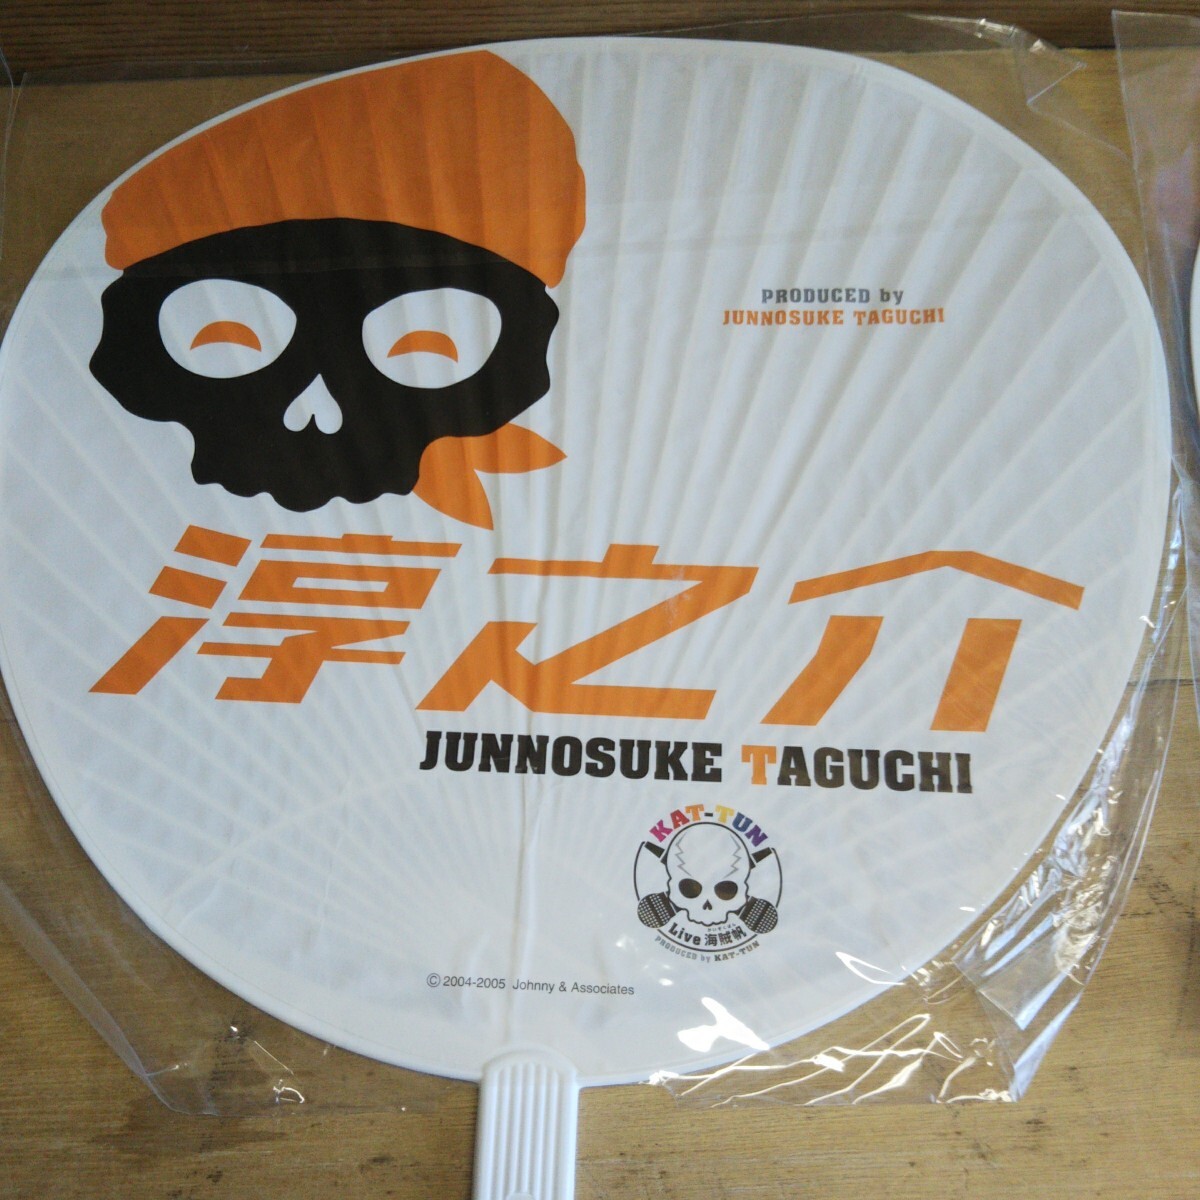 PRODUCED by
JUNNOSUKE TAGUCHI
淳之介
JUNNOSUKE TAGUCHI
KAT-TUN
Live 海賊帆
PRODUCED by KAT-TUN
©2004-2005 Johnny & Associates